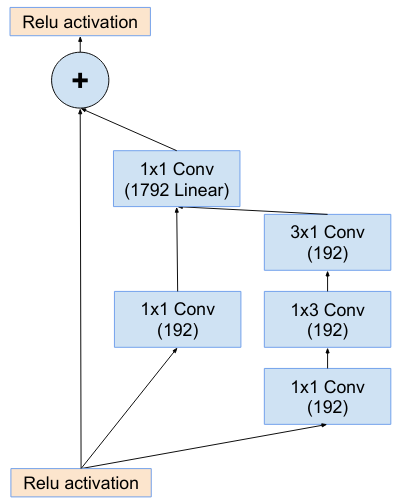 Relu activation
+
1x1 Conv
(1792 Linear)
3x1 Conv
(192)
1x1 Conv
(192)
1x3 Conv
(192)
1x1 Conv
(192)
Relu activation